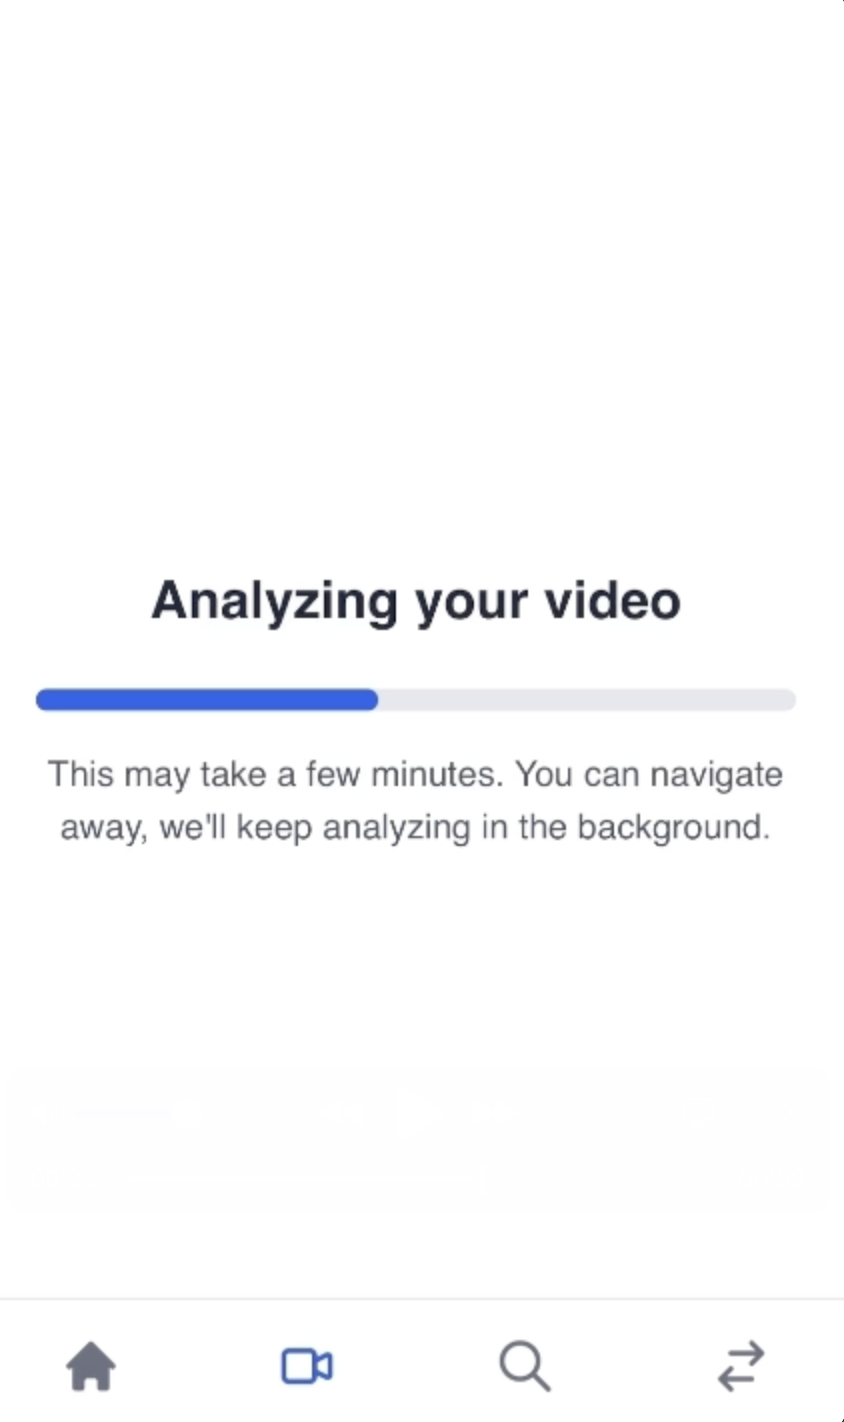 Analyzing your video
This may take a few minutes. You can navigate
away, we'll keep analyzing in the background.